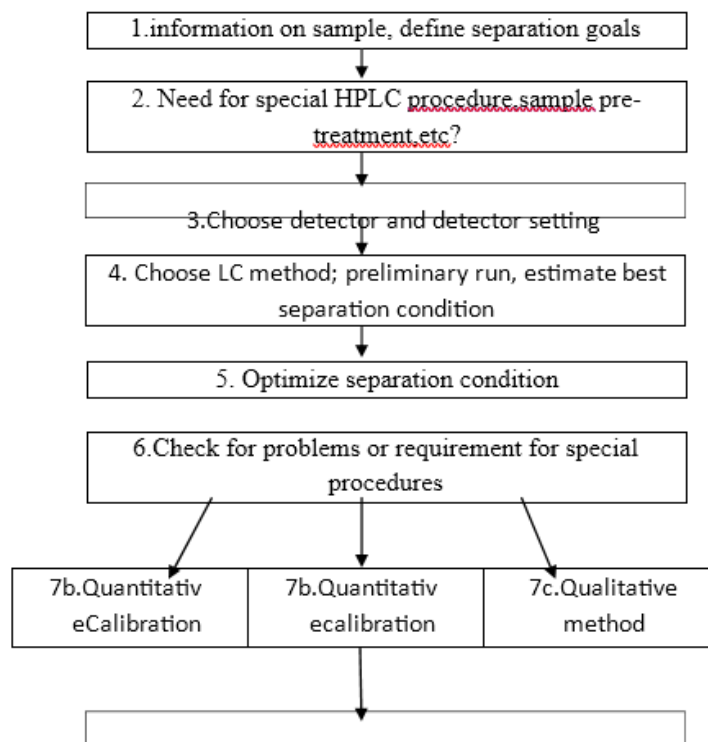 1.information on sample, define separation goals
2. Need for special HPLC procedure,sample pre-
treatment,etc?
3.Choose detector and detector setting
4. Choose LC method; preliminary run, estimate best
separation condition
5. Optimize separation condition
6.Check for problems or requirement for special
procedures
7b.Quantitativ
eCalibration
7b.Quantitativ
ecalibration
7c.Qualitative
method